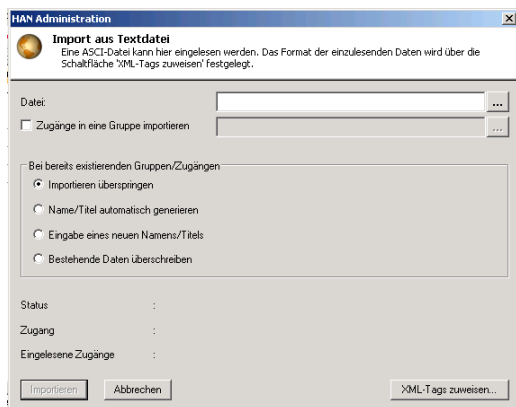 HAN Administration
Import aus Textdatei
Eine ASCI-Datei kann hier eingelesen werden. Das Format der einzulesenden Daten wird über die
Schaltfläche 'XML-Tags zuweisen' festgelegt.
Datei: ...
Zugänge in eine Gruppe importieren ...
Bei bereits existierenden Gruppen/Zugängen
Importieren überspringen
Name/Titel automatisch generieren
Eingabe eines neuen Namens/Titels
Bestehende Daten überschreiben
Status :
Zugang :
Eingelesene Zugänge :
Importieren Abbrechen XML-Tags zuweisen...